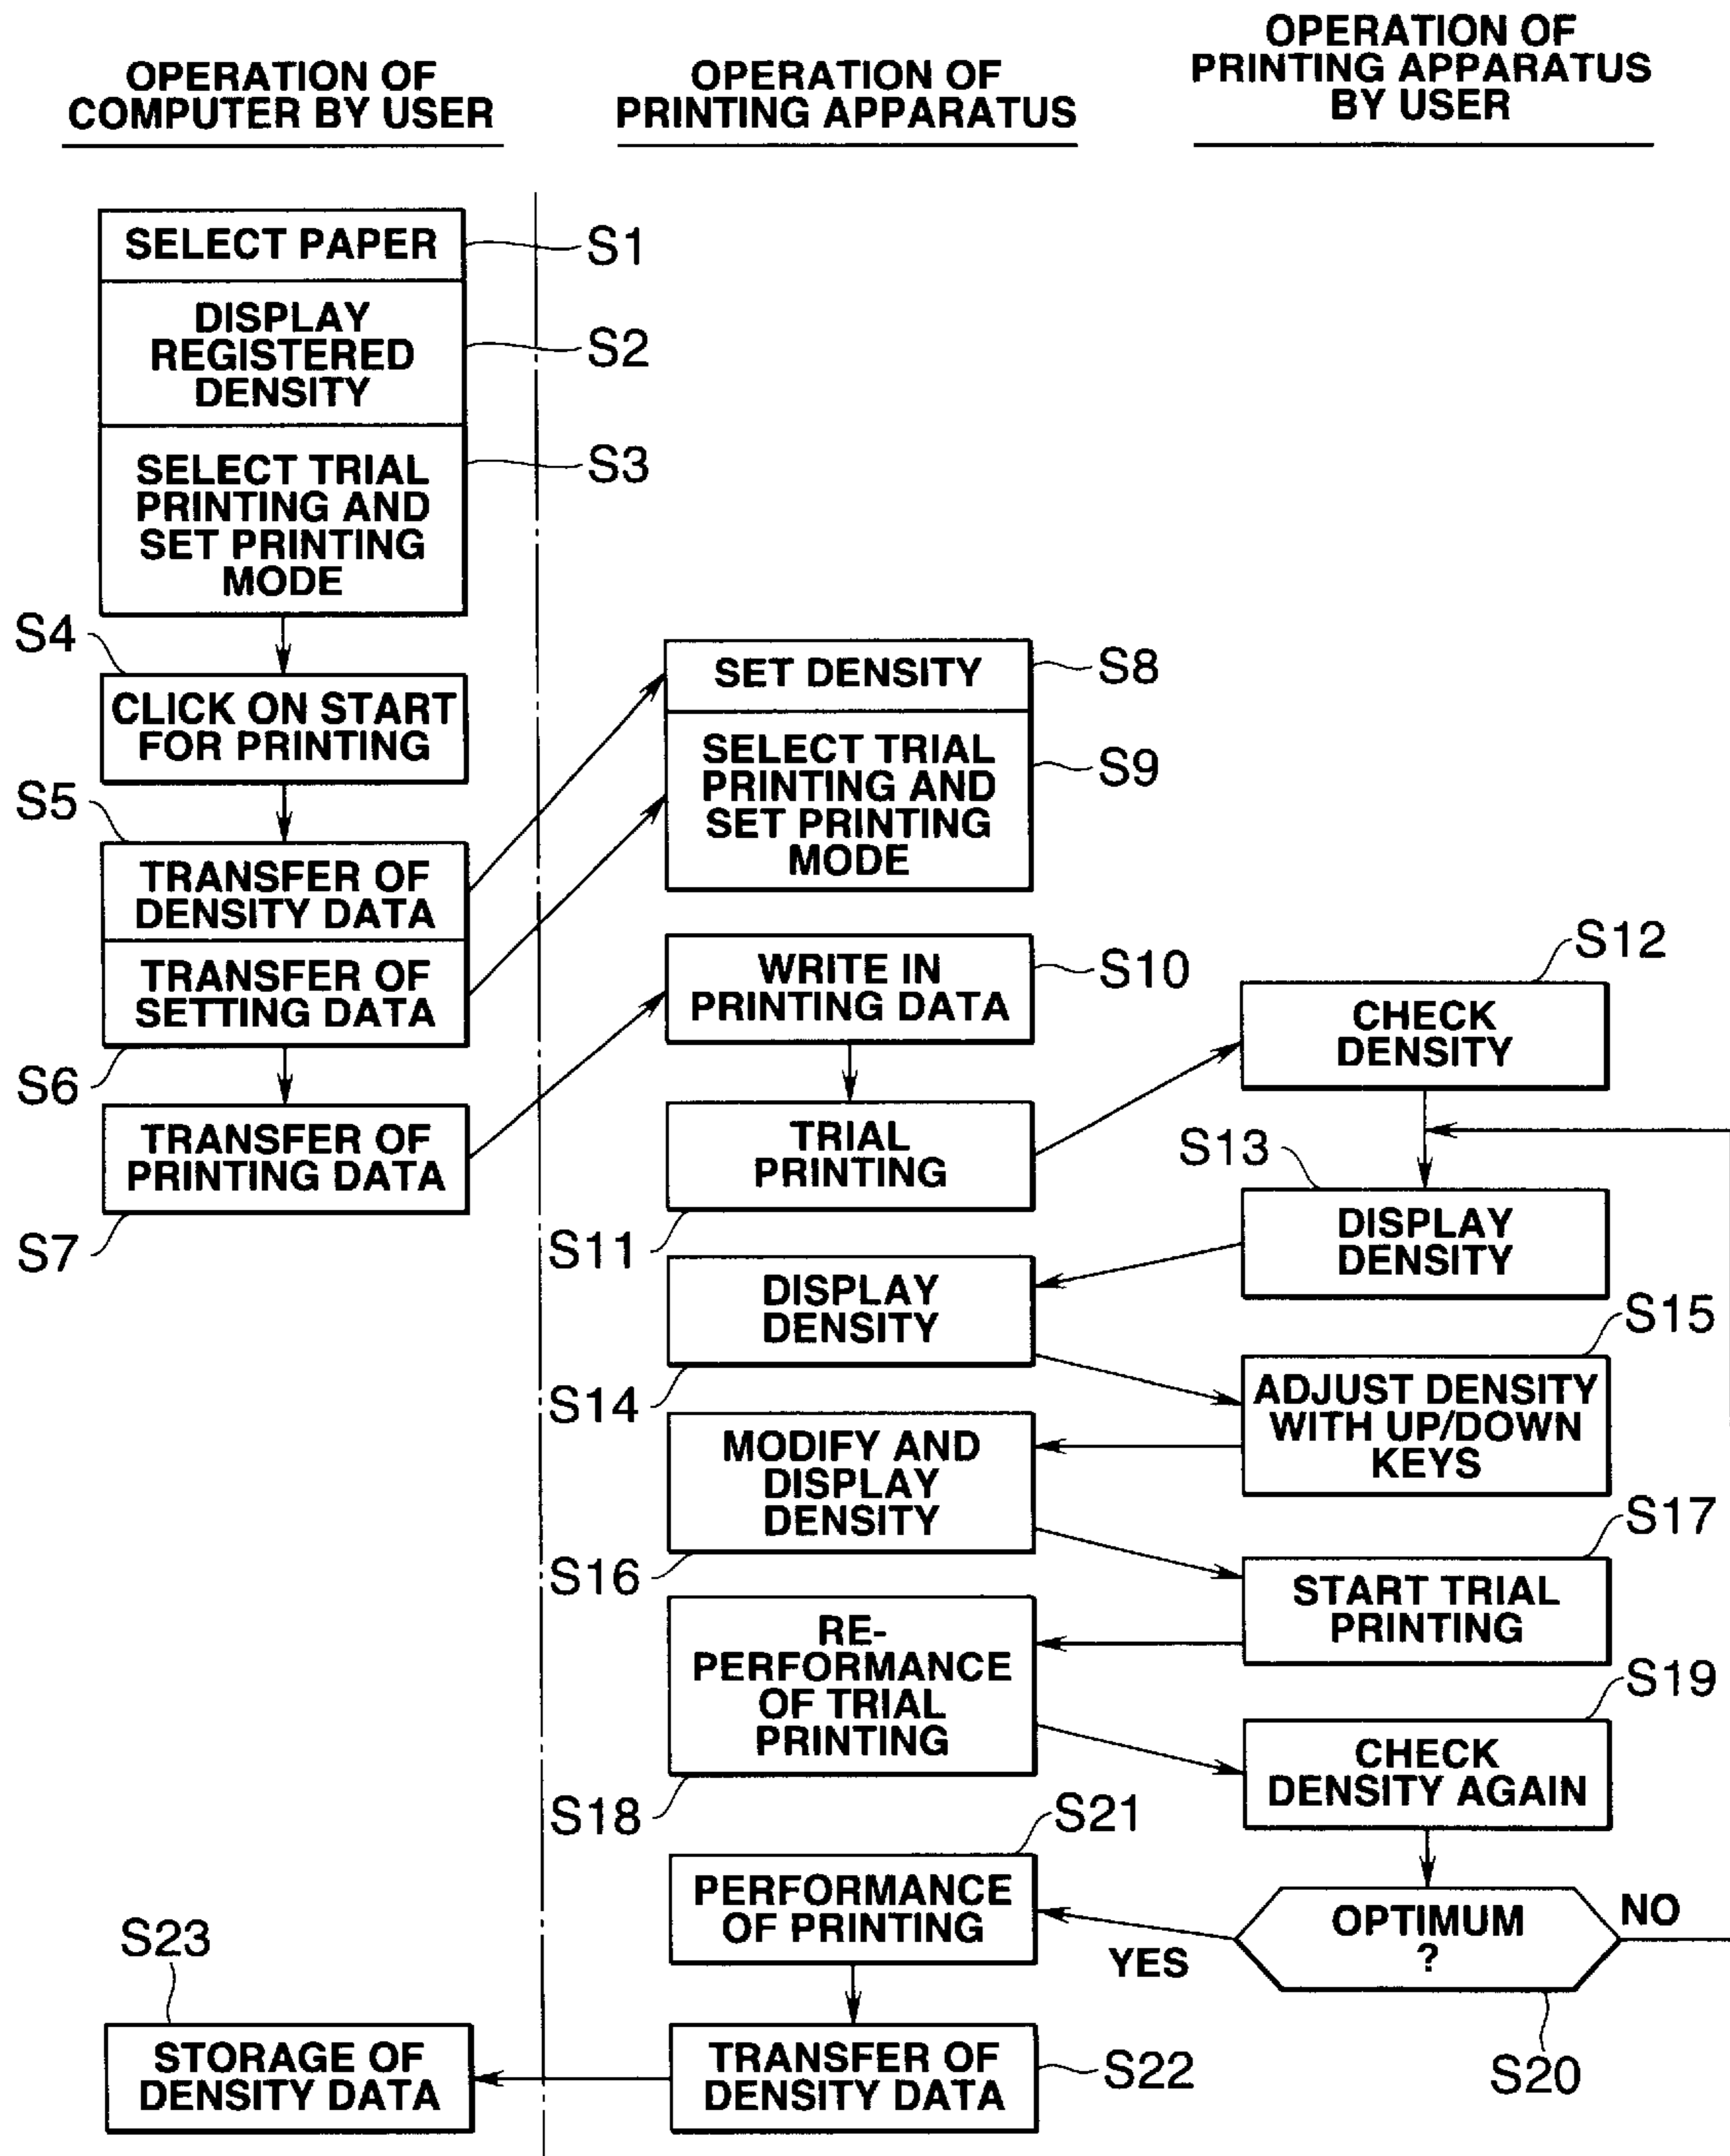 OPERATION OF
COMPUTER BY USER
OPERATION OF
PRINTING APPARATUS
OPERATION OF
PRINTING APPARATUS
BY USER
SELECT PAPER
S1
DISPLAY
REGISTERED
DENSITY
S2
SELECT TRIAL
PRINTING AND
SET PRINTING
MODE
S3
S4
CLICK ON START
FOR PRINTING
S5
TRANSFER OF
DENSITY DATA
TRANSFER OF
SETTING DATA
S6
TRANSFER OF
PRINTING DATA
S7
SET DENSITY
S8
SELECT TRIAL
PRINTING AND
SET PRINTING
MODE
S9
WRITE IN
PRINTING DATA
S10
TRIAL
PRINTING
S11
S12
CHECK
DENSITY
S13
DISPLAY
DENSITY
DISPLAY
DENSITY
S14
S15
ADJUST DENSITY
WITH UP/DOWN
KEYS
MODIFY AND
DISPLAY
DENSITY
S16
S17
START TRIAL
PRINTING
RE-
PERFORMANCE
OF TRIAL
PRINTING
S18
S19
CHECK
DENSITY AGAIN
OPTIMUM
?
NO
YES
S20
S21
PERFORMANCE
OF PRINTING
TRANSFER OF
DENSITY DATA
S22
S23
STORAGE OF
DENSITY DATA